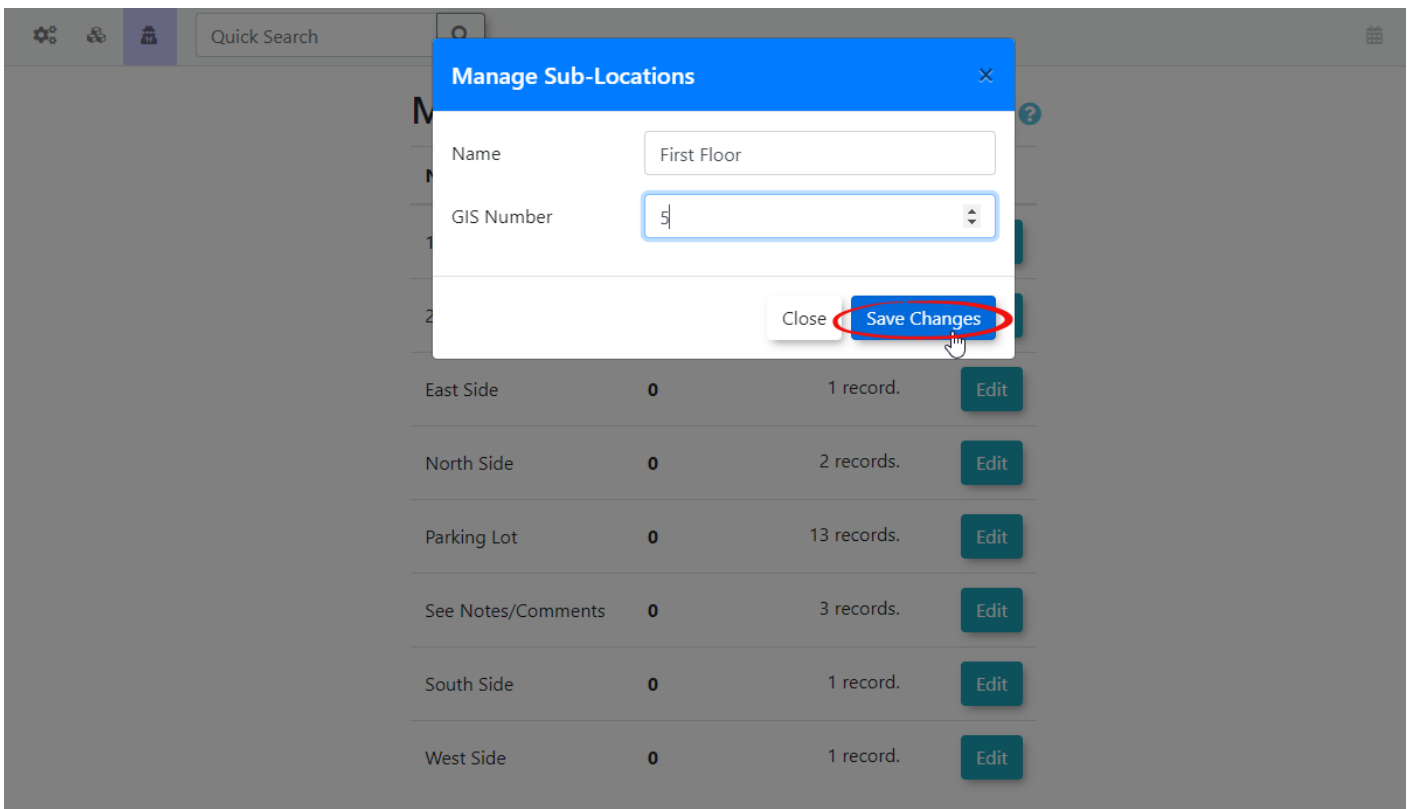 Quick Search
Manage Sub-Locations ×
M
?
Name First Floor
N
GIS Number 5
1
2
Close Save Changes
East Side 0 1 record. Edit
North Side 0 2 records. Edit
Parking Lot 0 13 records. Edit
See Notes/Comments 0 3 records. Edit
South Side 0 1 record. Edit
West Side 0 1 record. Edit